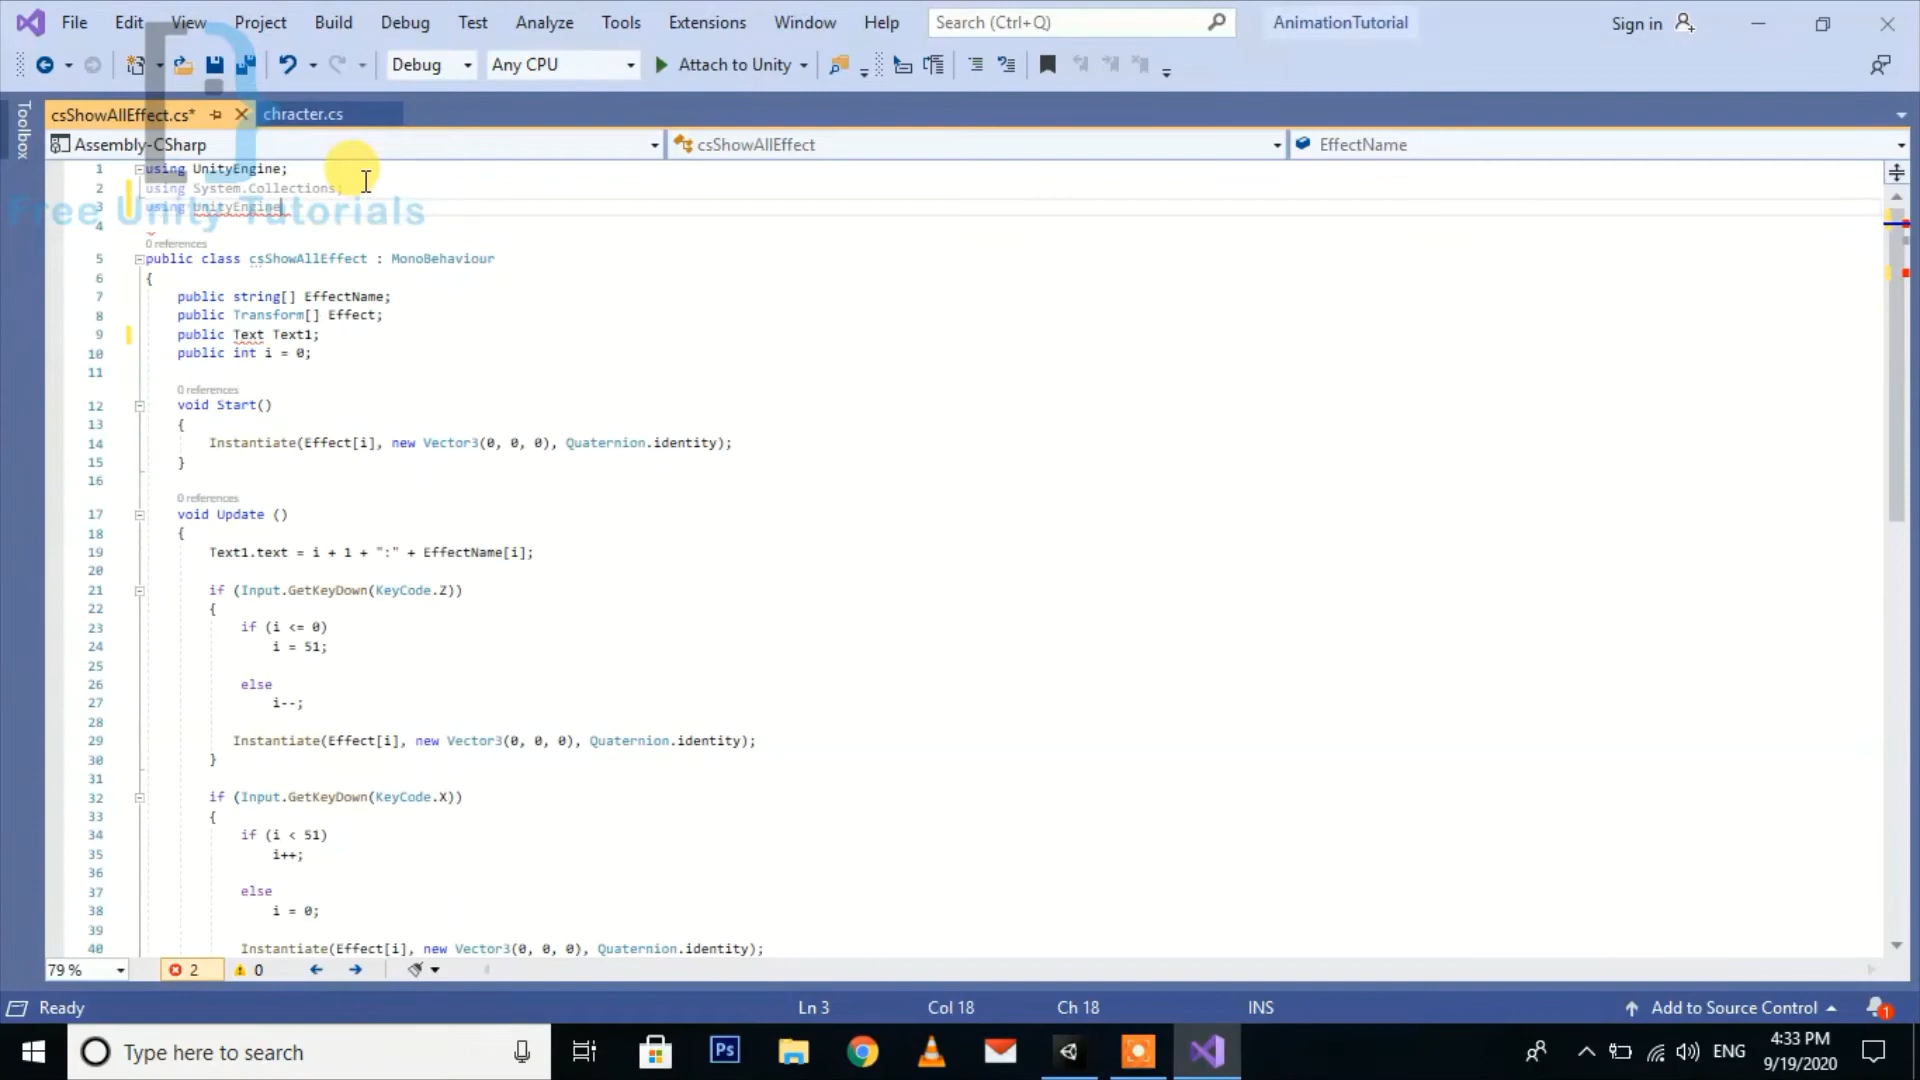 File Edit View Project Build Debug Test Analyze Tools Extensions Window Help Search (Ctrl+Q) AnimationTutorial Sign in
Debug Any CPU Attach to Unity
Toolbox
csShowAllEffect.cs* chracter.cs
Assembly-CSharp csShowAllEffect EffectName
1 using UnityEngine;
2 using System.Collections;
3 using UnityEngine
Free Unity Tutorials
4
0 references
5 public class csShowAllEffect : MonoBehaviour
6 {
7 public string[] EffectName;
8 public Transform[] Effect;
9 public Text Text1;
10 public int i = 0;
11
0 references
12 void Start()
13 {
14 Instantiate(Effect[i], new Vector3(0, 0, 0), Quaternion.identity);
15 }
16
0 references
17 void Update ()
18 {
19 Text1.text = i + 1 + ":" + EffectName[i];
20
21 if (Input.GetKeyDown(KeyCode.Z))
22 {
23 if (i <= 0)
24 i = 51;
25
26 else
27 i--;
28
29 Instantiate(Effect[i], new Vector3(0, 0, 0), Quaternion.identity);
30 }
31
32 if (Input.GetKeyDown(KeyCode.X))
33 {
34 if (i < 51)
35 i++;
36
37 else
38 i = 0;
39
40 Instantiate(Effect[i], new Vector3(0, 0, 0), Quaternion.identity);
79 % 2 0
Ready Ln 3 Col 18 Ch 18 INS Add to Source Control 1
Type here to search Ps ENG 4:33 PM
9/19/2020